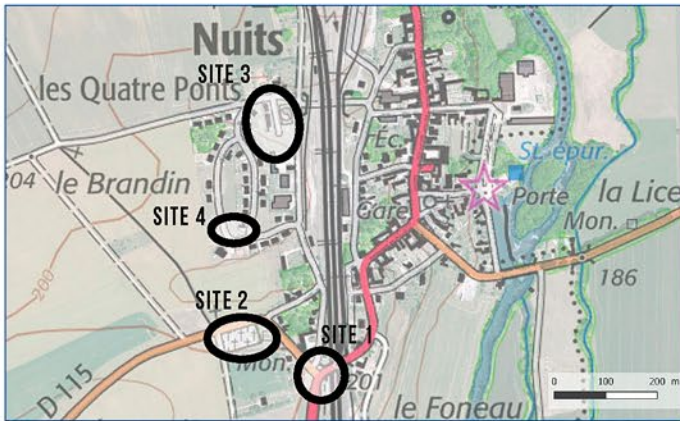 Nuits
SITE 3
les Quatre Ponts
Éc.
St. épur.
204
le Brandin
SITE 4
Gare
Porte
la Lice
Mon.
200
186
SITE 2
SITE 1
Mon.
201
D 115
le Foneau
0 100 200 m